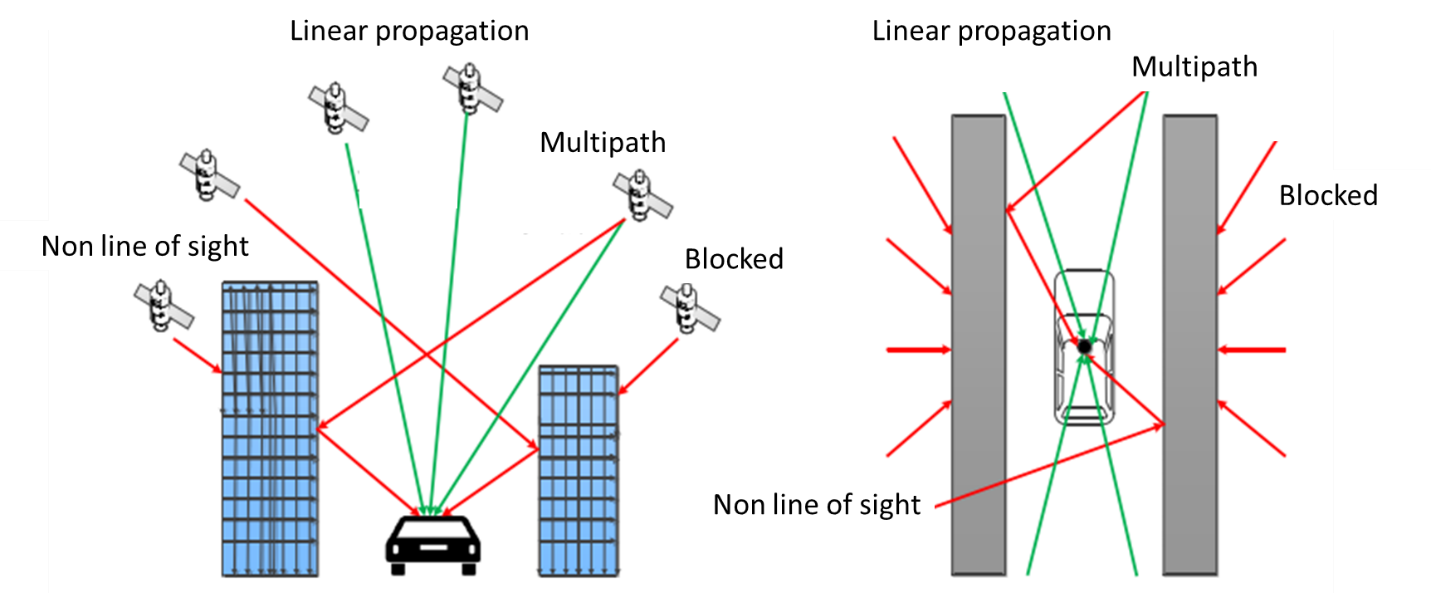 Linear propagation
Multipath
Non line of sight
Blocked
Linear propagation
Multipath
Blocked
Non line of sight